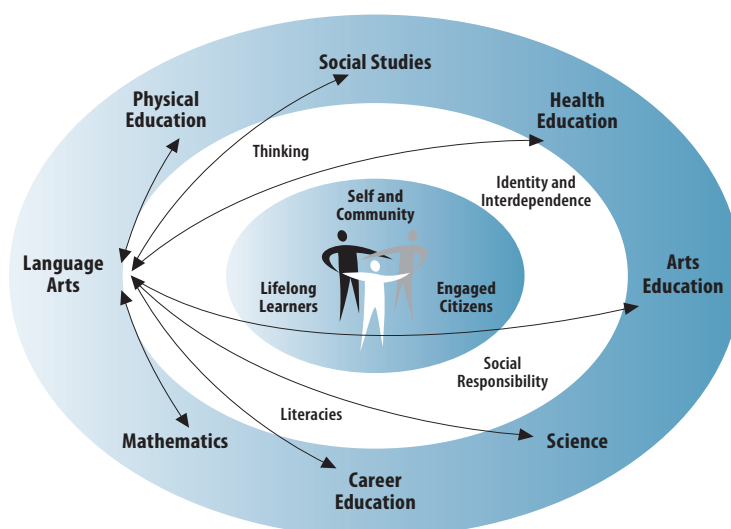 Social Studies
Physical
Education
Health
Education
Thinking
Identity and
Interdependence
Self and
Community
Language
Arts
Lifelong
Learners
Engaged
Citizens
Arts
Education
Social
Responsibility
Literacies
Mathematics
Science
Career
Education